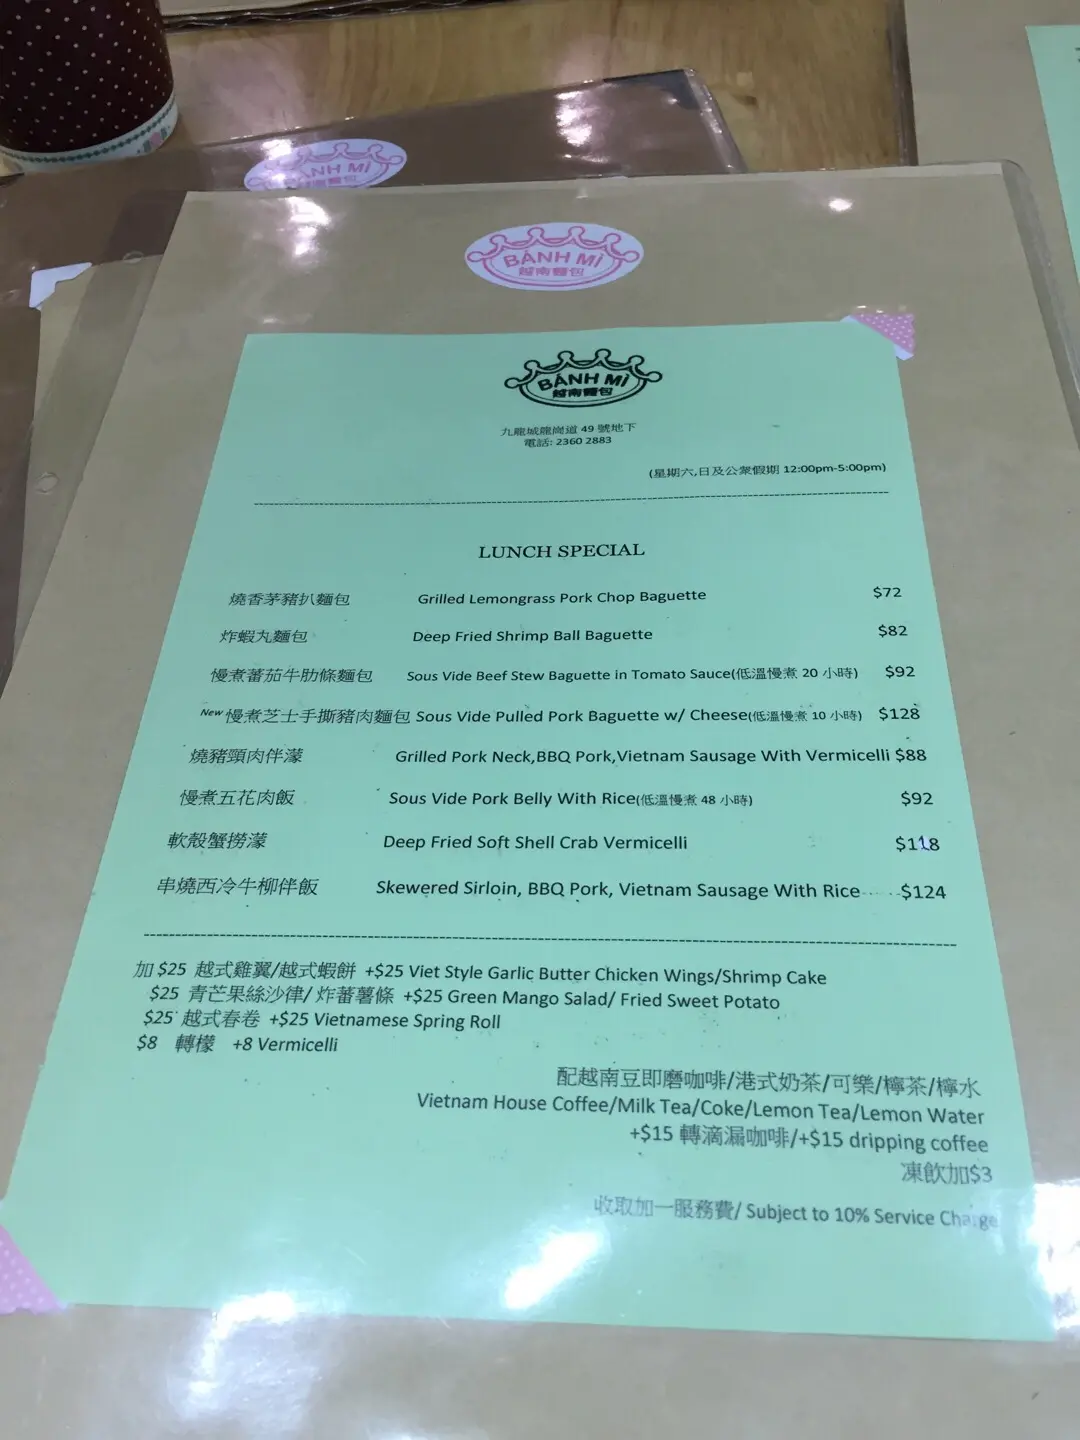 BÁNH MÌ
越南麵包
BÁNH MÌ
越南麵包
BÁNH MÌ
越南麵包
九龍城龍崗道 49 號地下
電話: 2360 2883
(星期六,日及公衆假期 12:00pm-5:00pm)
LUNCH SPECIAL
燒香茅豬扒麵包 Grilled Lemongrass Pork Chop Baguette $72
炸蝦丸麵包 Deep Fried Shrimp Ball Baguette $82
慢煮蕃茄牛肋條麵包 Sous Vide Beef Stew Baguette in Tomato Sauce(低溫慢煮 20 小時) $92
New 慢煮芝士手撕豬肉麵包 Sous Vide Pulled Pork Baguette w/ Cheese(低溫慢煮 10 小時) $128
燒豬頸肉伴濛 Grilled Pork Neck,BBQ Pork,Vietnam Sausage With Vermicelli $88
慢煮五花肉飯 Sous Vide Pork Belly With Rice(低溫慢煮 48 小時) $92
軟殼蟹撈濛 Deep Fried Soft Shell Crab Vermicelli $118
串燒西冷牛柳伴飯 Skewered Sirloin, BBQ Pork, Vietnam Sausage With Rice $124
加 $25 越式雞翼/越式蝦餅 +$25 Viet Style Garlic Butter Chicken Wings/Shrimp Cake
$25 青芒果絲沙律/ 炸蕃薯條 +$25 Green Mango Salad/ Fried Sweet Potato
$25 越式春卷 +$25 Vietnamese Spring Roll
$8 轉檬 +8 Vermicelli
配越南豆即磨咖啡/港式奶茶/可樂/檸茶/檸水
Vietnam House Coffee/Milk Tea/Coke/Lemon Tea/Lemon Water
+$15 轉滴漏咖啡/+$15 dripping coffee
凍飲加$3
收取加一服務費/ Subject to 10% Service Charge